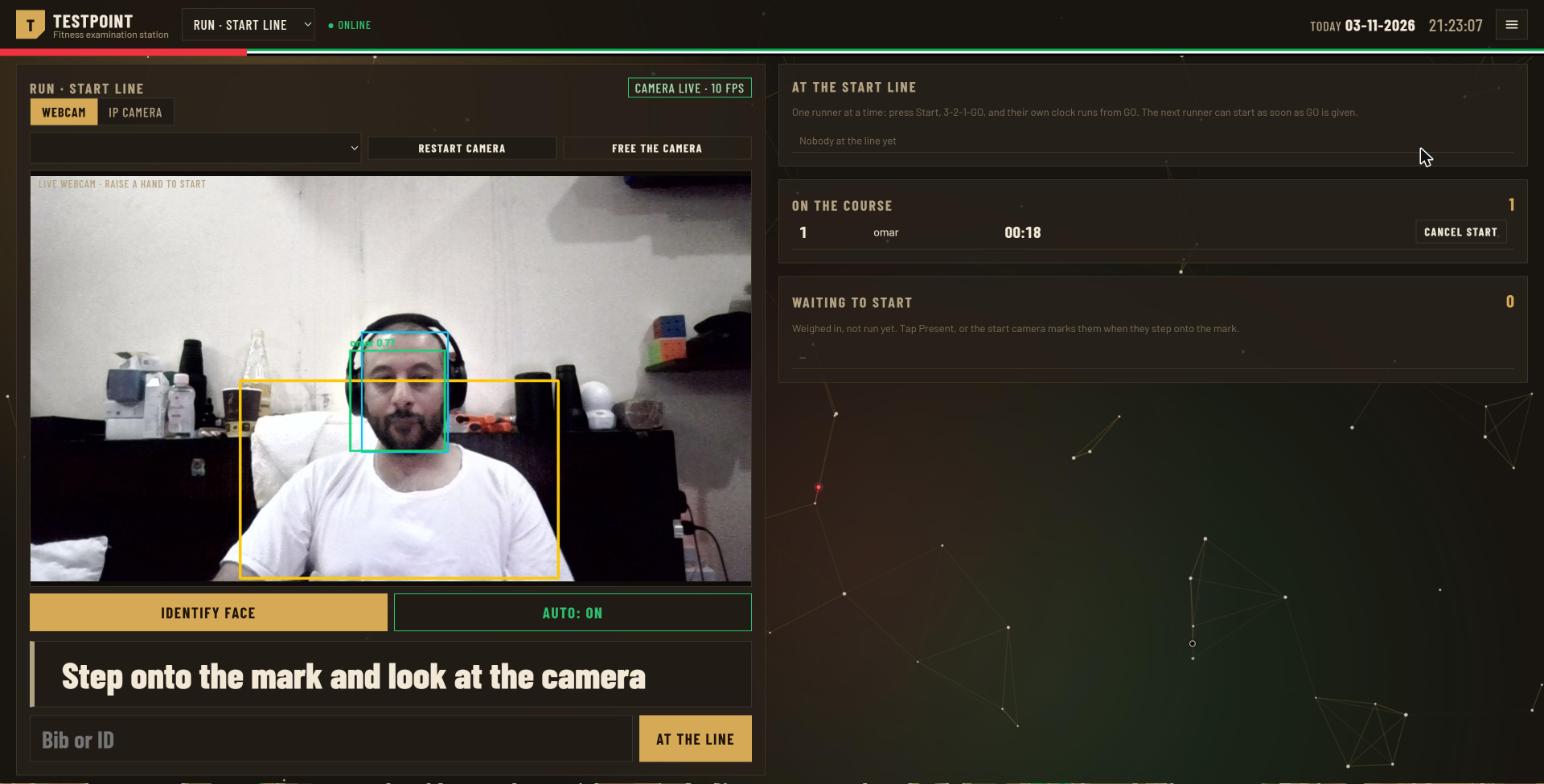 T TESTPOINT
Fitness examination station
RUN · START LINE
● ONLINE
TODAY 03-11-2026 21:23:07
RUN · START LINE
CAMERA LIVE · 10 FPS
WEBCAM IP CAMERA
RESTART CAMERA FREE THE CAMERA
LIVE WEBCAM · RAISE A HAND TO START
omar 0.77
IDENTIFY FACE AUTO: ON
Step onto the mark and look at the camera
Bib or ID AT THE LINE
AT THE START LINE
One runner at a time: press Start, 3-2-1-GO, and their own clock runs from GO. The next runner can start as soon as GO is given.
Nobody at the line yet
ON THE COURSE 1
1 omar 00:18 CANCEL START
WAITING TO START 0
Weighed in, not run yet. Tap Present, or the start camera marks them when they step onto the mark.
—